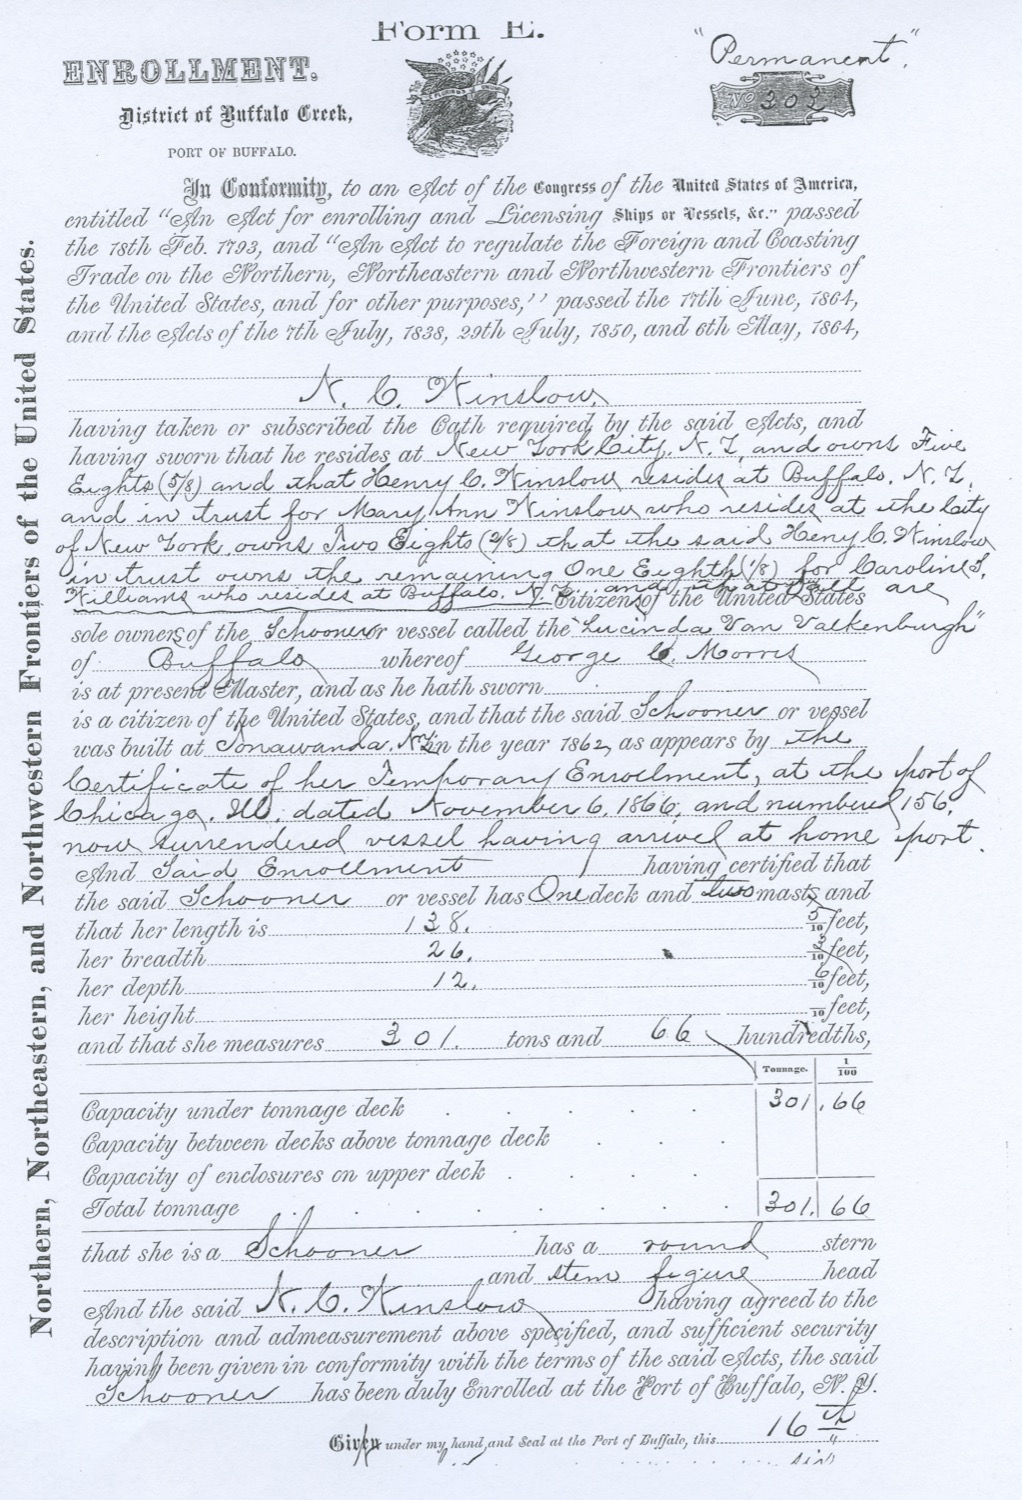 Form E.
"Permanent".
ENROLLMENT.
No 303
District of Buffalo Creek,
PORT OF BUFFALO.
In Conformity, to an Act of the Congress of the United States of America,
entitled "An Act for enrolling and Licensing Ships or Vessels, &c." passed
the 18th Feb. 1793, and "An Act to regulate the Foreign and Coasting
Trade on the Northern, Northeastern and Northwestern Frontiers of
the United States, and for other purposes," passed the 17th June, 1864,
and the Acts of the 7th July, 1838, 29th July, 1850, and 6th May, 1864,
N. C. Winslow
having taken or subscribed the Oath required by the said Acts, and
having sworn that he resides at New York City. N. Y. and owns Five
Eights (5/8) and that Henry C. Winslow resides at Buffalo. N. Y.
and in trust for Mary Ann Winslow who resides at the City
of New York owns Two Eights (2/8) that the said Henry C. Winslow
in trust owns the remaining One Eighth (1/8) for Caroline S.
Williams who resides at Buffalo. N. Y. and that all are
Citizens of the United States
sole owners of the Schooner or vessel called the "Lucinda Van Valkenburgh"
of Buffalo whereof George C. Morris
is at present Master, and as he hath sworn
is a citizen of the United States, and that the said Schooner or vessel
was built at Tonawanda. N.Y. in the year 1862, as appears by the
Certificate of her Temporary Enrollment, at the port of
Chicago. Ill. dated November 6. 1866, and numbered 156.
now surrendered vessel having arrived at home port.
And Said Enrollment having certified that
the said Schooner or vessel has One deck and two masts and
that her length is 138. 5/10 feet,
her breadth 26. /10 feet,
her depth 12. 6/10 feet,
her height /10 feet,
and that she measures 301. tons and 66 hundredths,
Tonnage. 1/100
Capacity under tonnage deck 301. 66
Capacity between decks above tonnage deck
Capacity of enclosures on upper deck
Total tonnage 301. 66
that she is a Schooner has a round stern
and stem figure head
And the said N. C. Winslow having agreed to the
description and admeasurement above specified, and sufficient security
having been given in conformity with the terms of the said Acts, the said
Schooner has been duly Enrolled at the Port of Buffalo, N. Y.
Given under my hand and Seal at the Port of Buffalo, this 16th
Northern, Northeastern, and Northwestern Frontiers of the United States.